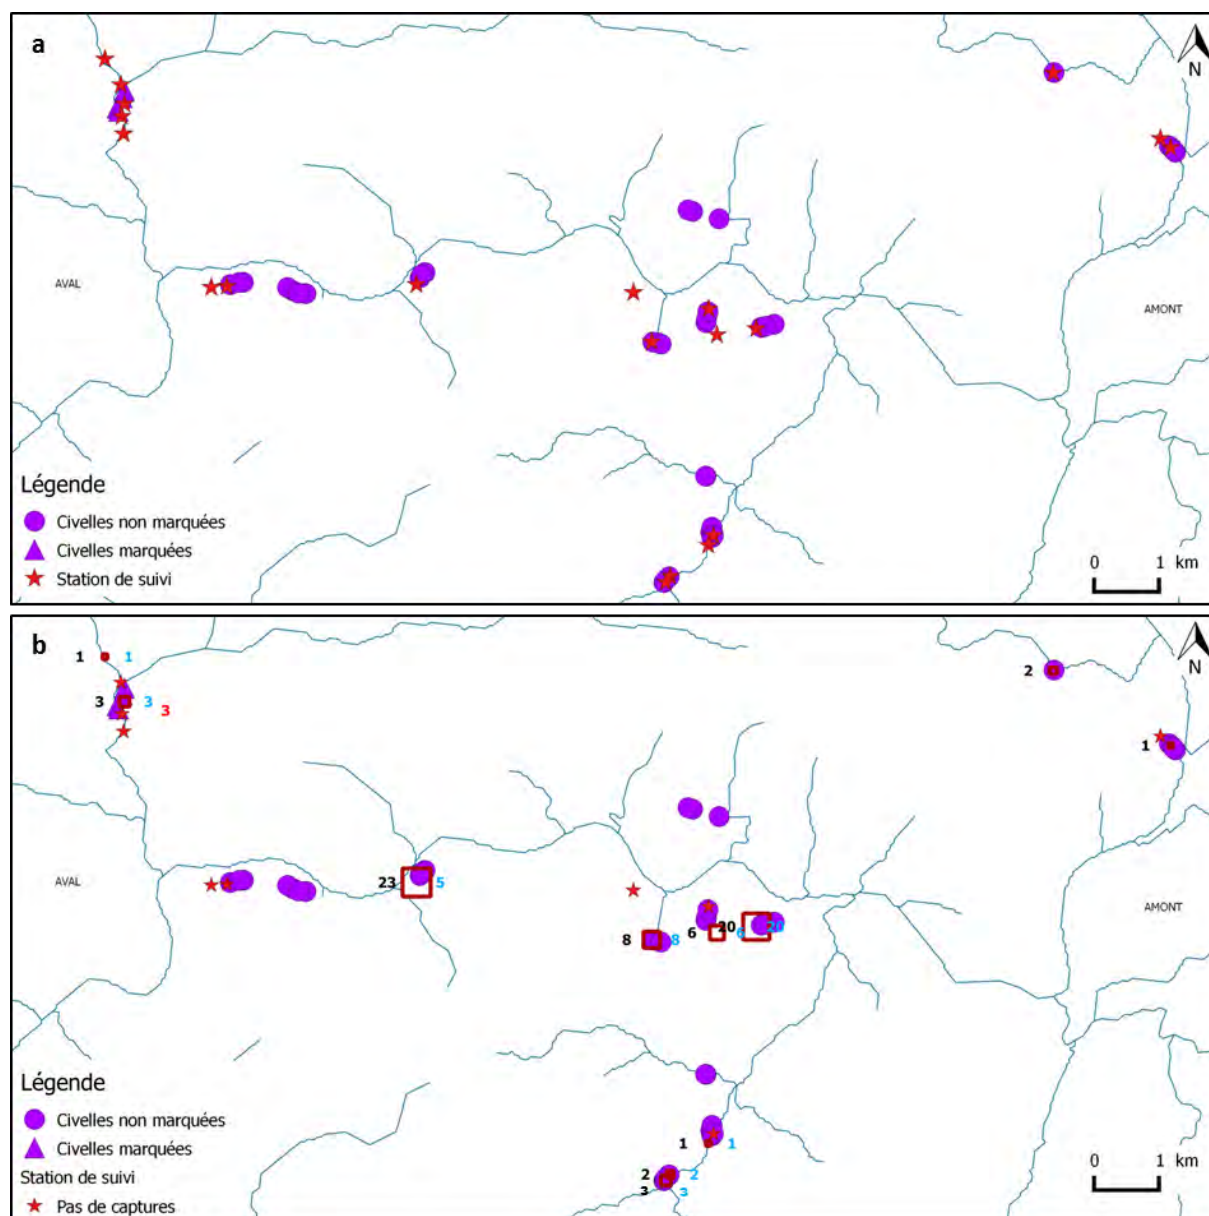 a
N
AVAL
AMONT
Légende
Civelles non marquées
Civelles marquées
Station de suivi
0 1 km
b
N
1 1
3 3 3
2
1
AVAL
23 5
AMONT
8 8
6 20 6 20
Légende
1 1
Civelles non marquées
Civelles marquées
2 2
3 3
Station de suivi
0 1 km
Pas de captures